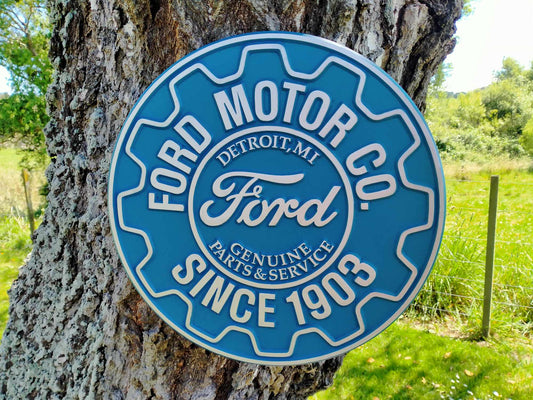 FORD MOTOR CO.
DETROIT, MI
Ford
GENUINE
PARTS & SERVICE
SINCE 1903